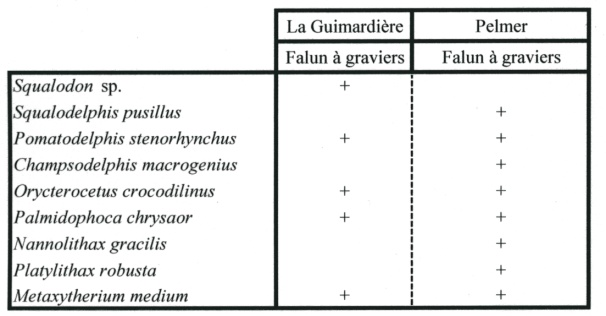 La Guimardière Pelmer
Falun à graviers Falun à graviers
Squalodon sp. +
Squalodelphis pusillus +
Pomatodelphis stenorhynchus + +
Champsodelphis macrogenius +
Orycterocetus crocodilinus + +
Palmidophoca chrysaor + +
Nannolithax gracilis +
Platylithax robusta +
Metaxytherium medium + +